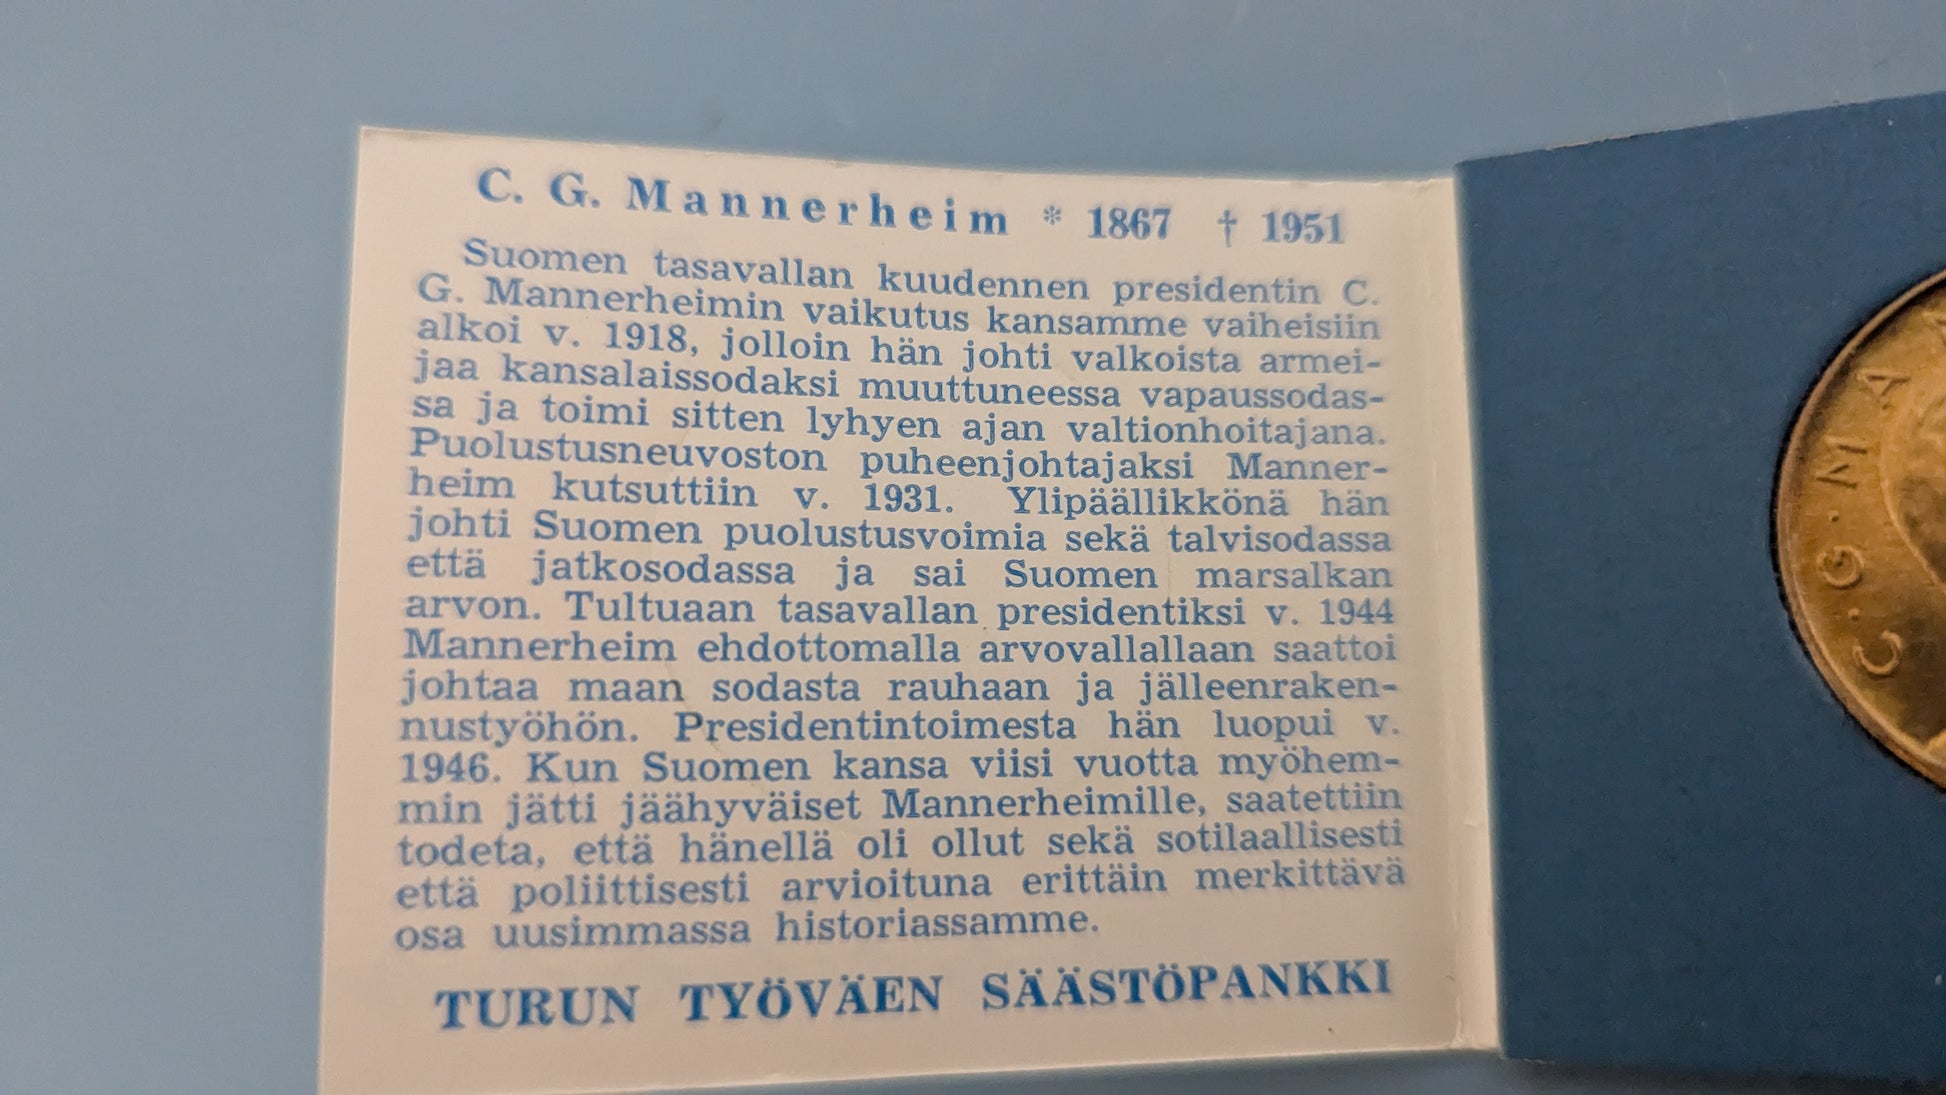 C. G. Mannerheim * 1867 † 1951
Suomen tasavallan kuudennen presidentin C.
G. Mannerheimin vaikutus kansamme vaiheisiin
alkoi v. 1918, jolloin hän johti valkoista armei-
jaa kansalaissodaksi muuttuneessa vapaussodas-
sa ja toimi sitten lyhyen ajan valtionhoitajana.
Puolustusneuvoston puheenjohtajaksi Manner-
heim kutsuttiin v. 1931. Ylipäällikkönä hän
johti Suomen puolustusvoimia sekä talvisodassa
että jatkosodassa ja sai Suomen marsalkan
arvon. Tultuaan tasavallan presidentiksi v. 1944
Mannerheim ehdottomalla arvovallallaan saattoi
johtaa maan sodasta rauhaan ja jälleenraken-
nustyöhön. Presidentintoimesta hän luopui v.
1946. Kun Suomen kansa viisi vuotta myöhem-
min jätti jäähyväiset Mannerheimille, saatettiin
todeta, että hänellä oli ollut sekä sotilaallisesti
että poliittisesti arvioituna erittäin merkittävä
osa uusimmassa historiassamme.
TURUN TYÖVÄEN SÄÄSTÖPANKKI
C · G · MA